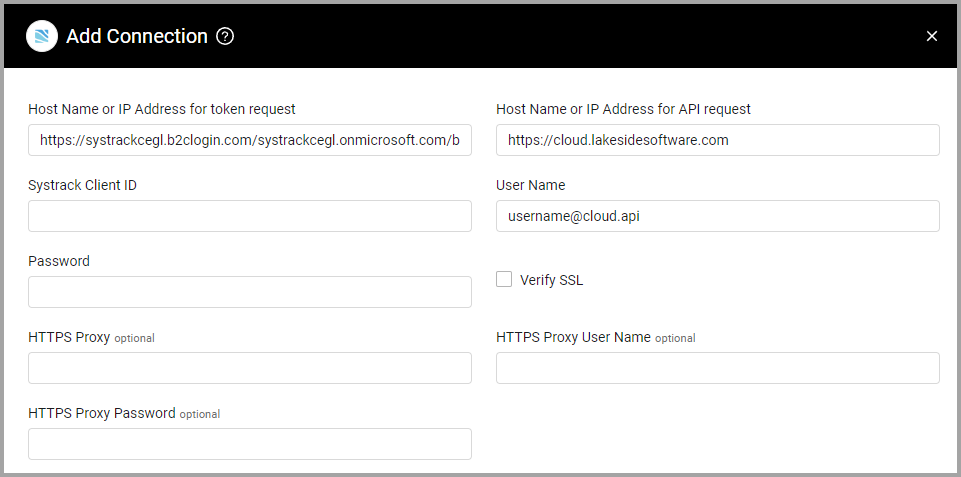 Add Connection ?
Host Name or IP Address for token request
https://systrackcegl.b2clogin.com/systrackcegl.onmicrosoft.com/b
Host Name or IP Address for API request
https://cloud.lakesidesoftware.com
Systrack Client ID
User Name
username@cloud.api
Password
Verify SSL
HTTPS Proxy optional
HTTPS Proxy User Name optional
HTTPS Proxy Password optional